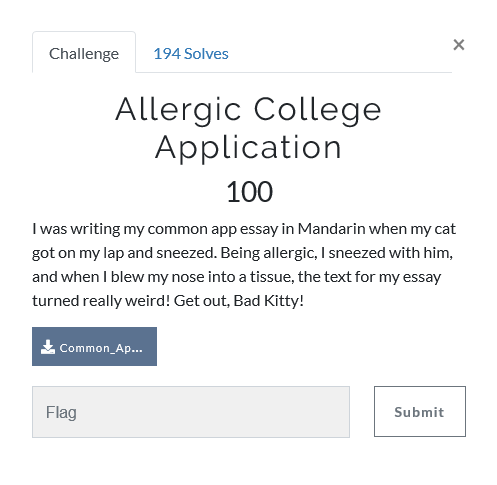 Challenge
194 Solves
×
Allergic College
Application
100
I was writing my common app essay in Mandarin when my cat
got on my lap and sneezed. Being allergic, I sneezed with him,
and when I blew my nose into a tissue, the text for my essay
turned really weird! Get out, Bad Kitty!
Common_Ap...
Flag
Submit